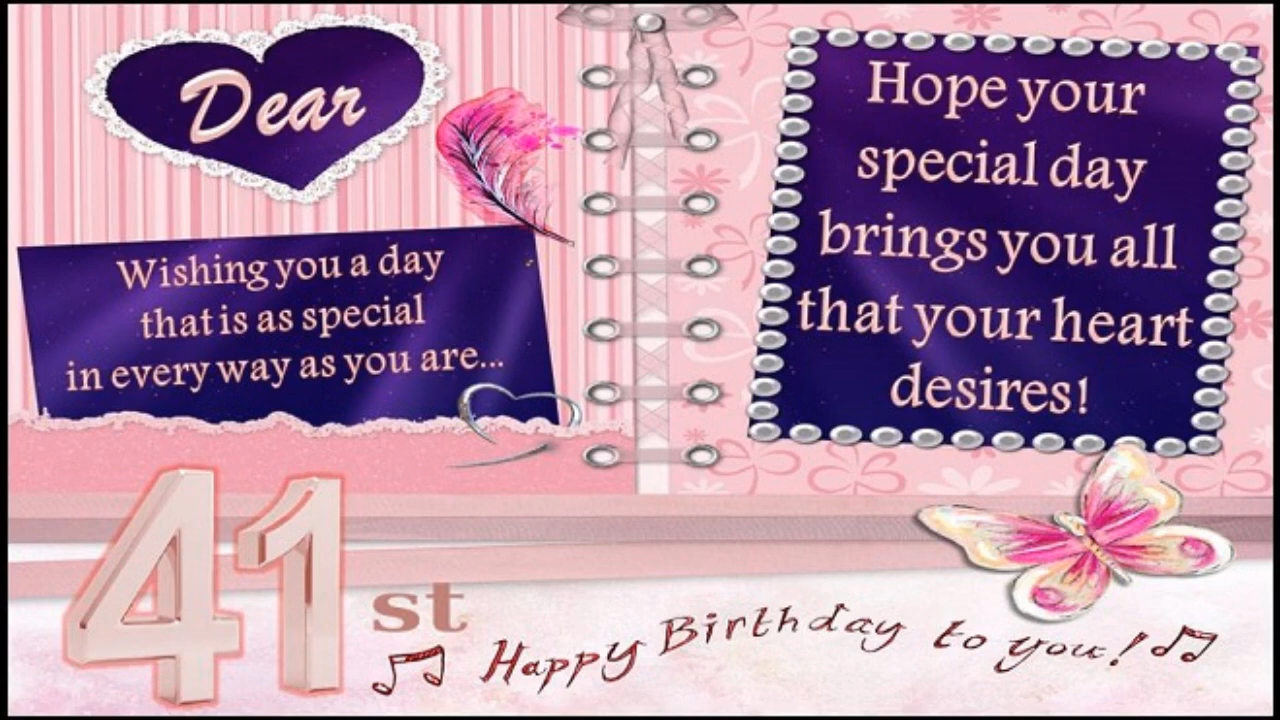 Dear
Wishing you a day
that is as special
in every way as you are...
Hope your
special day
brings you all
that your heart
desires!
41st
Happy Birthday to you!